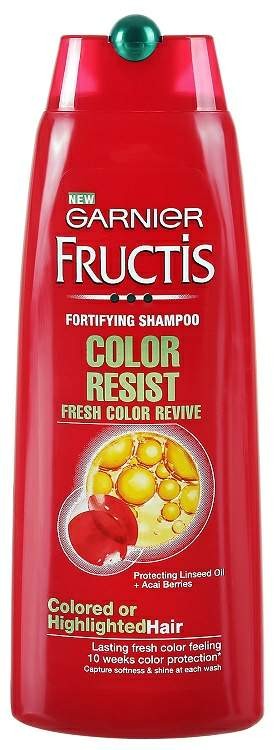 NEW
GARNIER
FRUCTIS
FORTIFYING SHAMPOO
COLOR
RESIST
FRESH COLOR REVIVE
Protecting Linseed Oil
+ Acai Berries
Colored or
HighlightedHair
Lasting fresh color feeling
10 weeks color protection*
Capture softness & shine at each wash